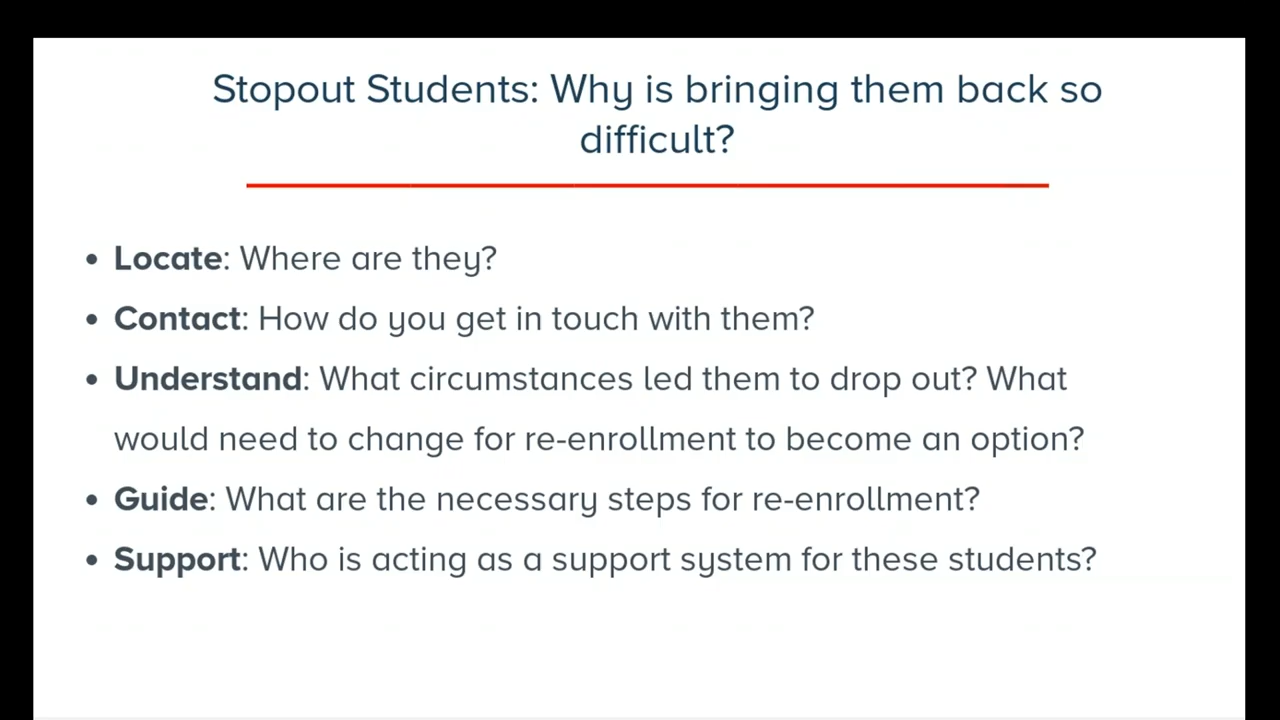 Stopout Students: Why is bringing them back so
difficult?
• Locate: Where are they?
• Contact: How do you get in touch with them?
• Understand: What circumstances led them to drop out? What
would need to change for re-enrollment to become an option?
• Guide: What are the necessary steps for re-enrollment?
• Support: Who is acting as a support system for these students?